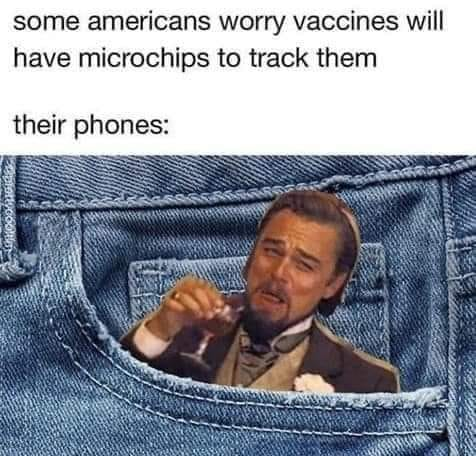 some americans worry vaccines will
have microchips to track them
their phones: